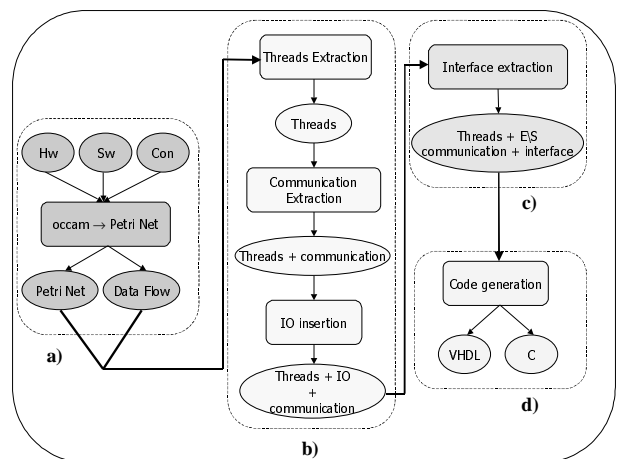 Hw
Sw
Con
occam → Petri Net
Petri Net
Data Flow
a)
Threads Extraction
Threads
Communication
Extraction
Threads + communication
IO insertion
Threads + IO
+
communication
b)
Interface extraction
Threads + E\S
communication + interface
c)
Code generation
VHDL
C
d)